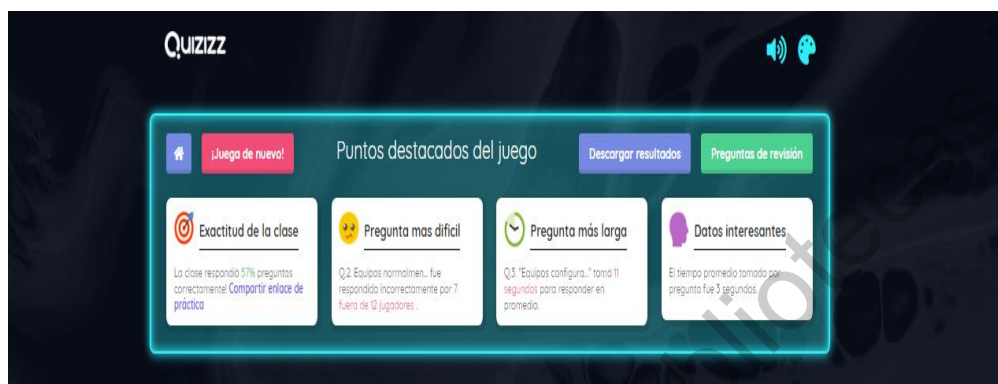 Quizizz
¡Juega de nuevo!
Puntos destacados del juego
Descargar resultados
Preguntas de revisión
Exactitud de la clase
La clase respondió 57% preguntas
correctamente! Compartir enlace de
práctica
Pregunta mas dificil
Q.2. Equipos normalmen... fue
respondida incorrectamente por 7
fuera de 12 jugadores .
Pregunta más larga
Q.3. "Equipos configura..." tomó 11
segundos para responder en
promedio.
Datos interesantes
El tiempo promedio tomado por
pregunta fue 3 segundos.